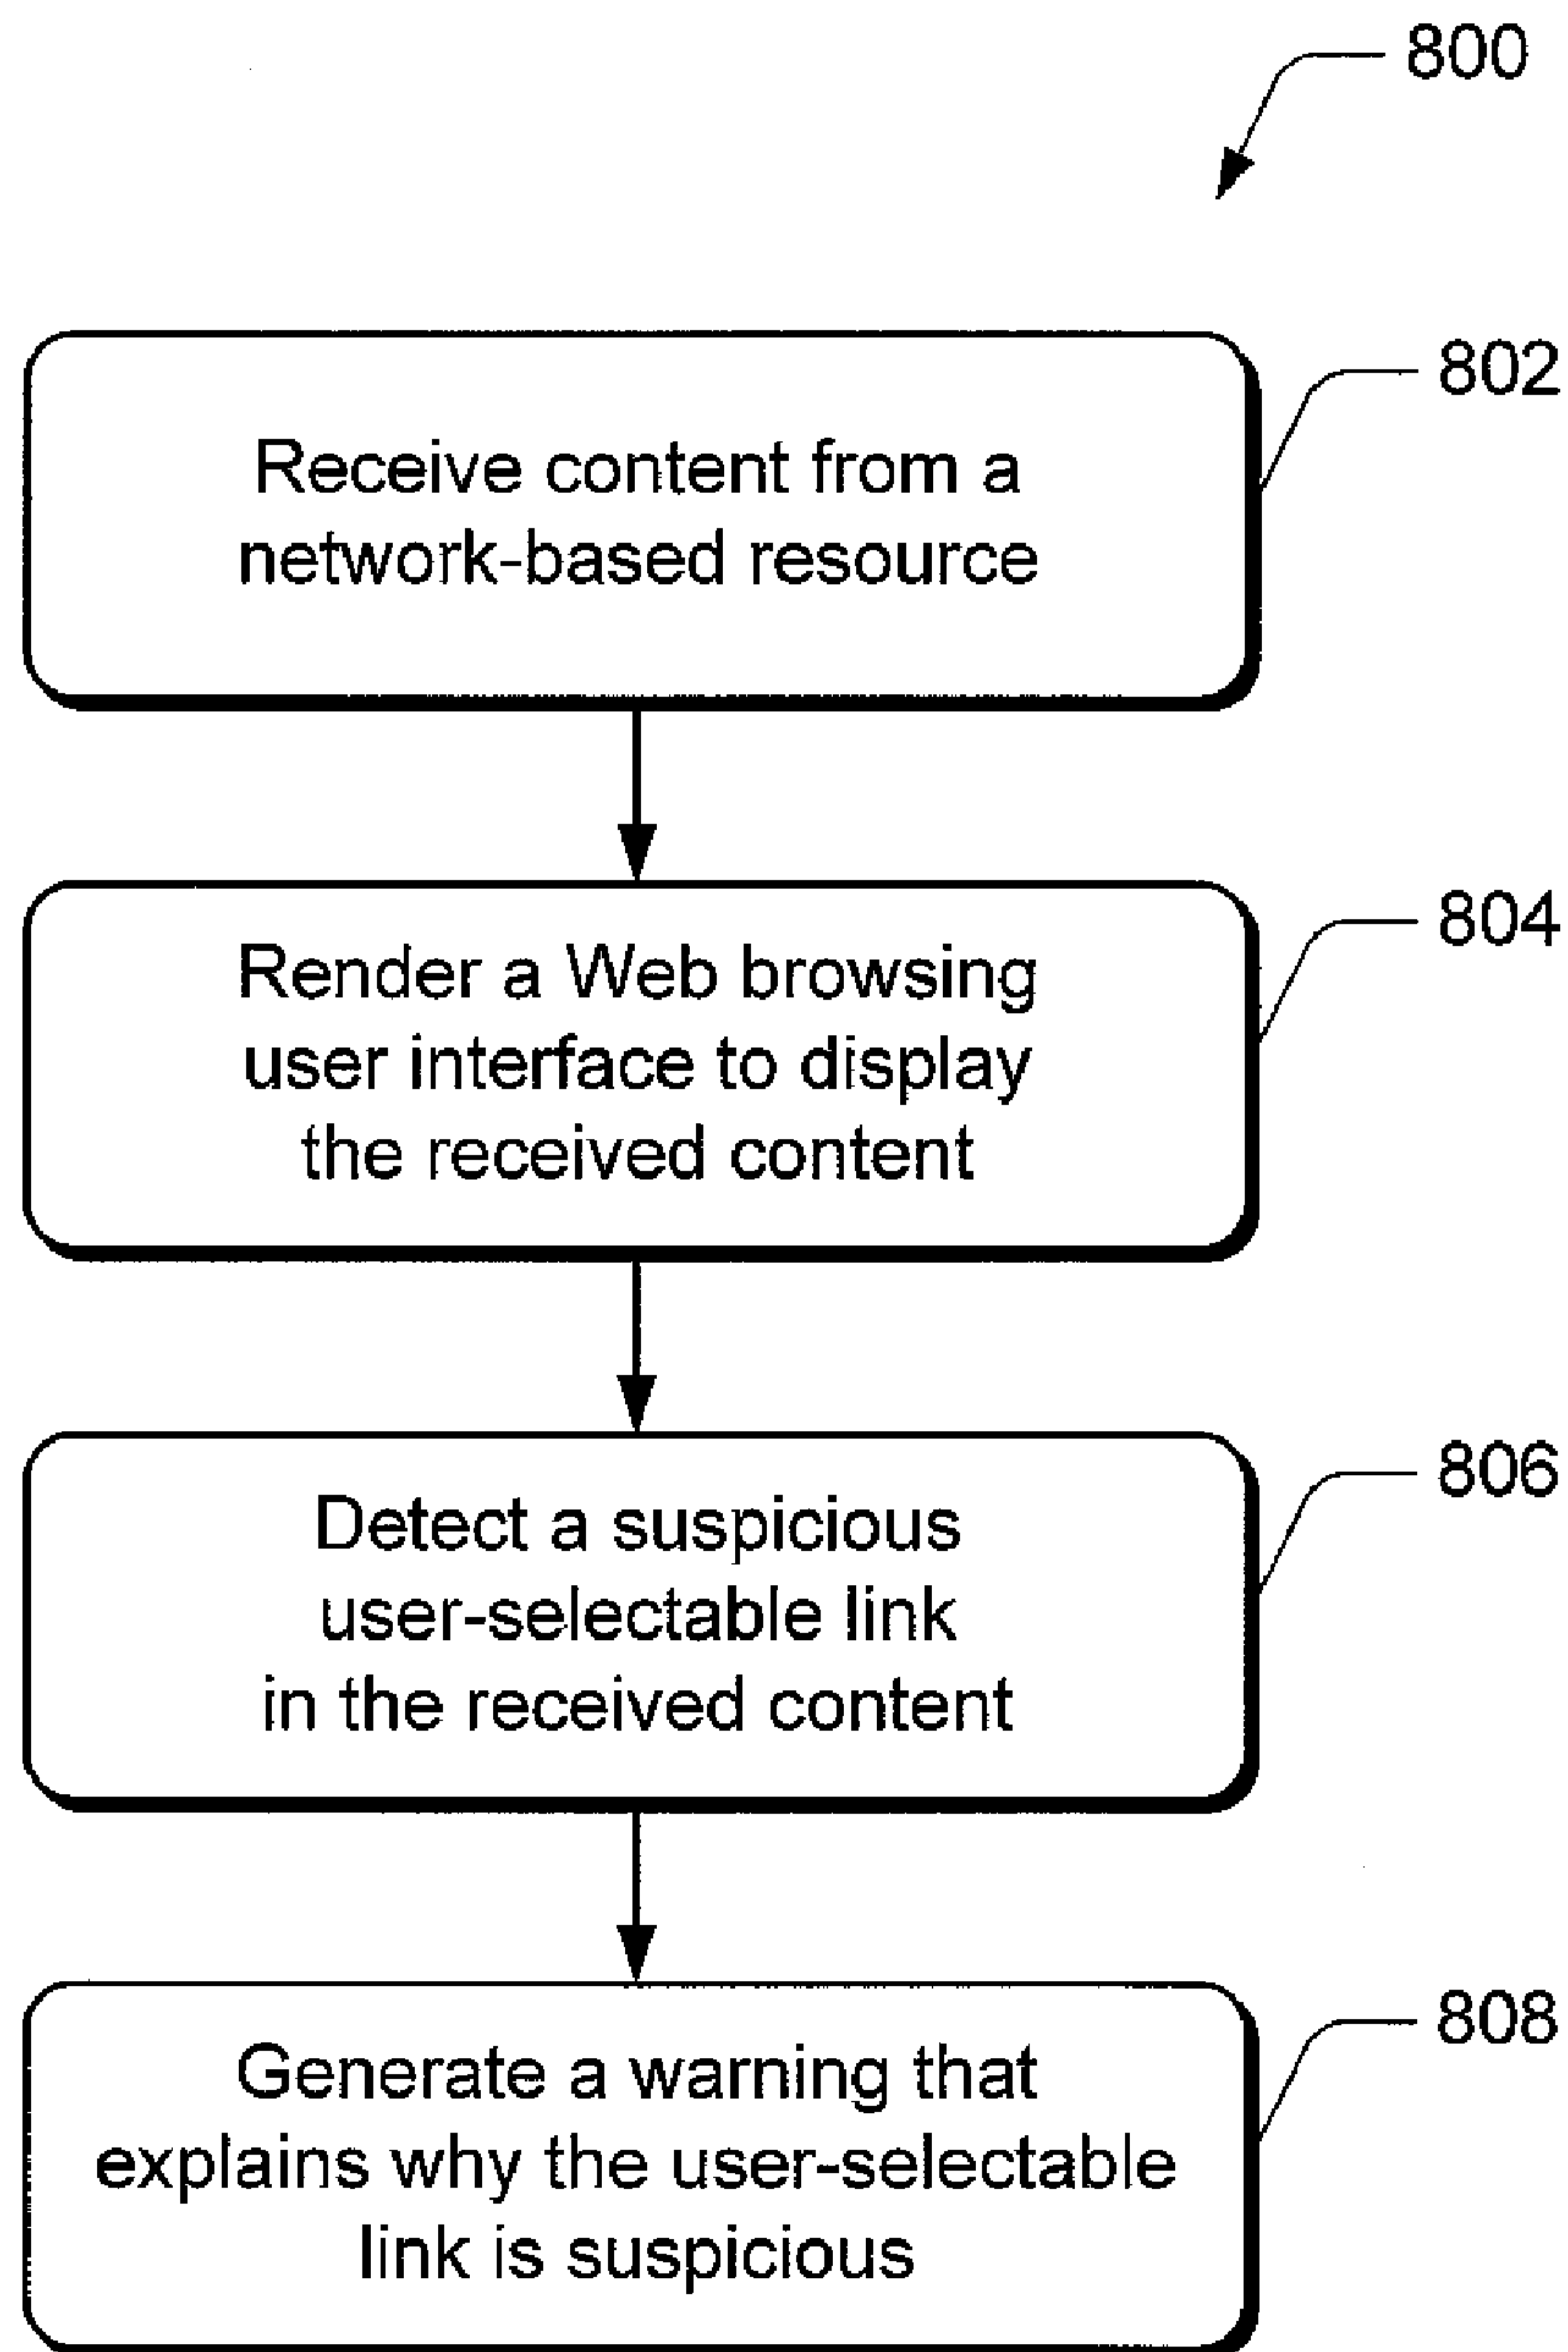 800
802
Receive content from a
network-based resource
804
Render a Web browsing
user interface to display
the received content
806
Detect a suspicious
user-selectable link
in the received content
808
Generate a warning that
explains why the user-selectable
link is suspicious